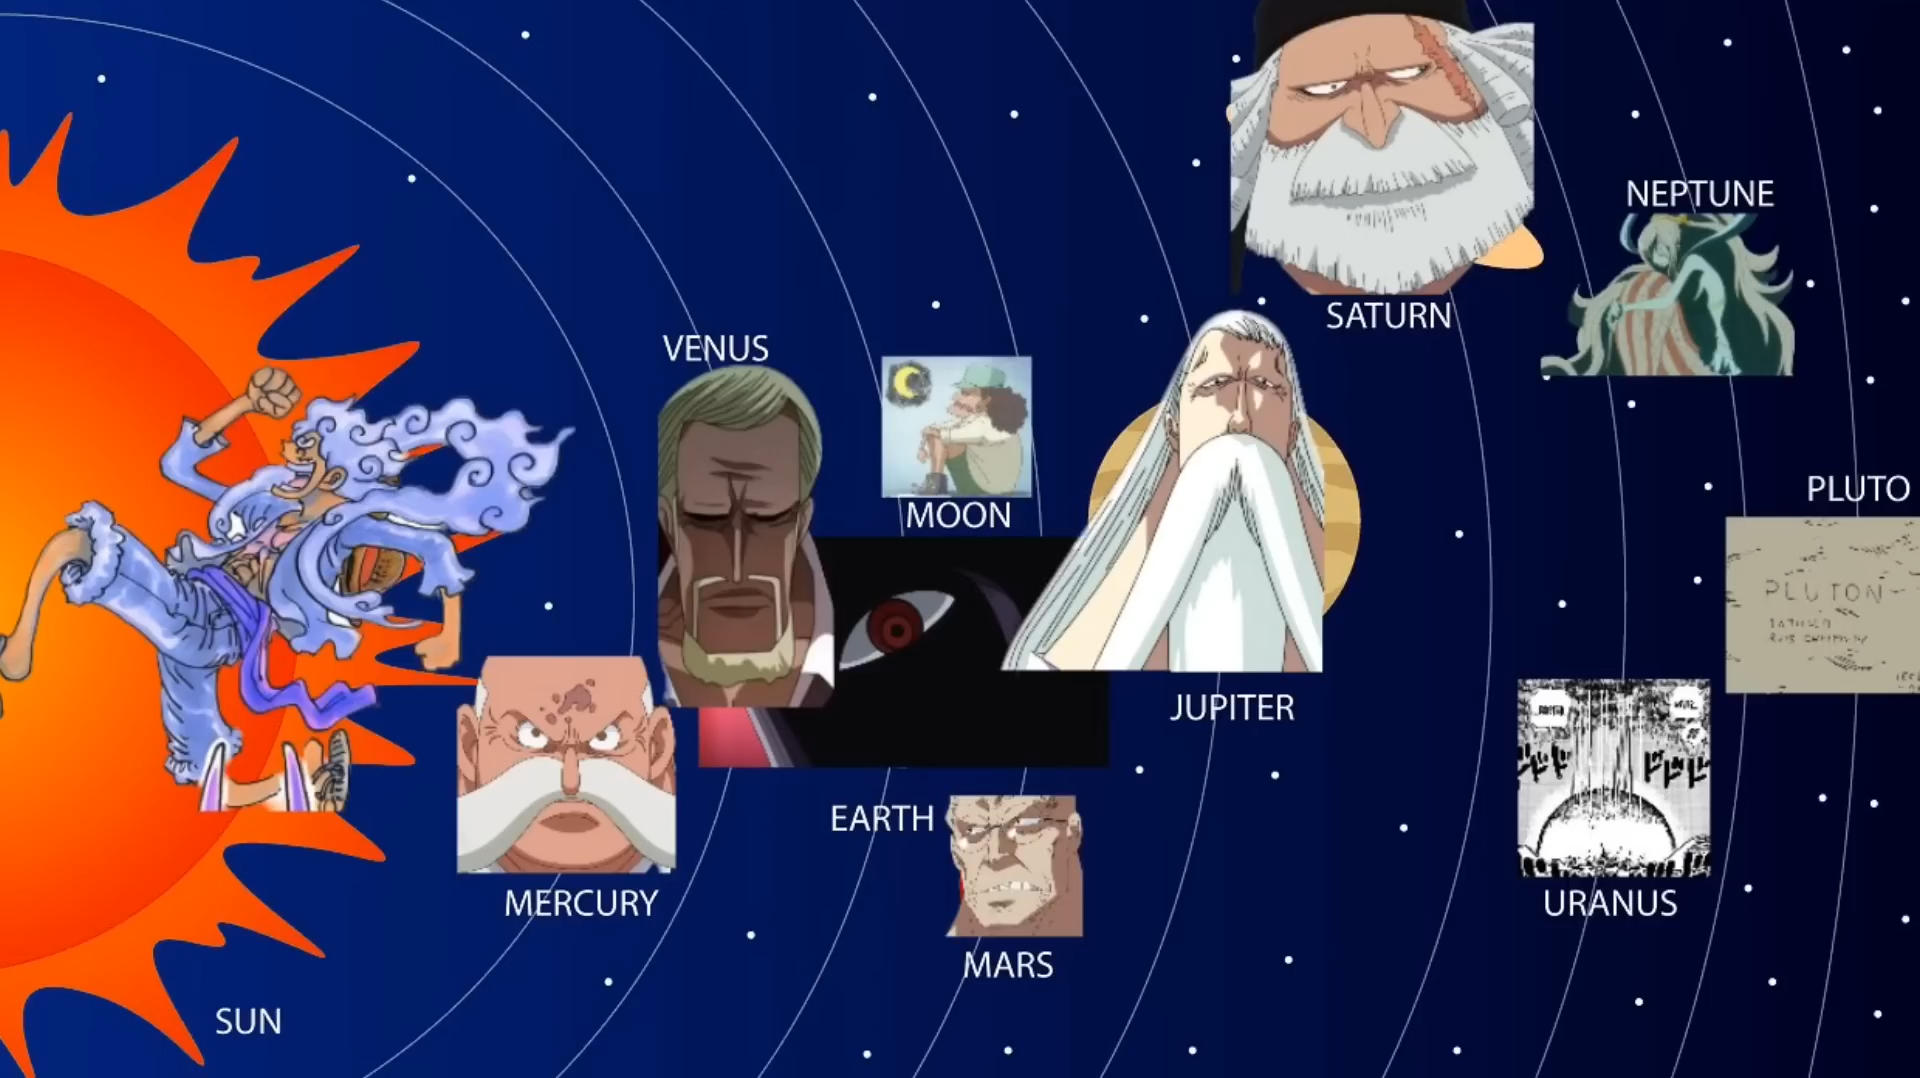 NEPTUNE
SATURN
VENUS
PLUTO
MOON
PLUTON
JUPITER
EARTH
MERCURY
URANUS
MARS
SUN